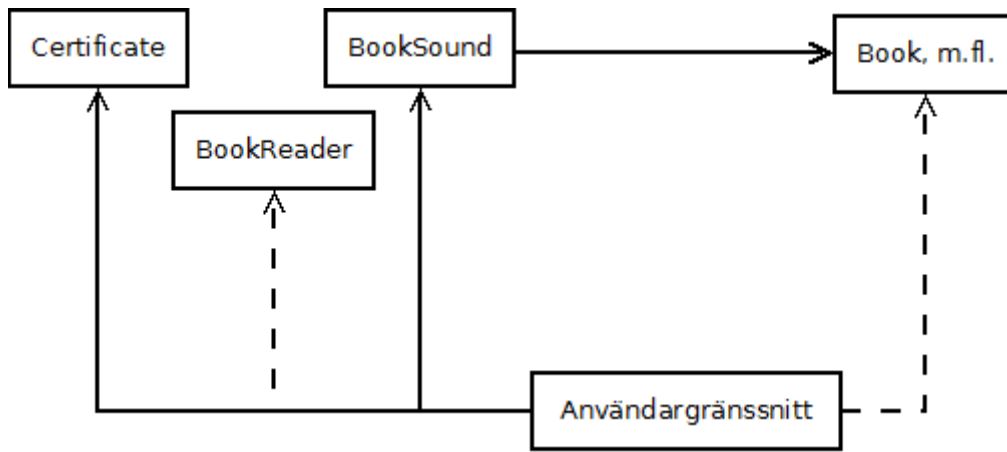 Certificate
BookSound
Book, m.fl.
BookReader
Användargränssnitt